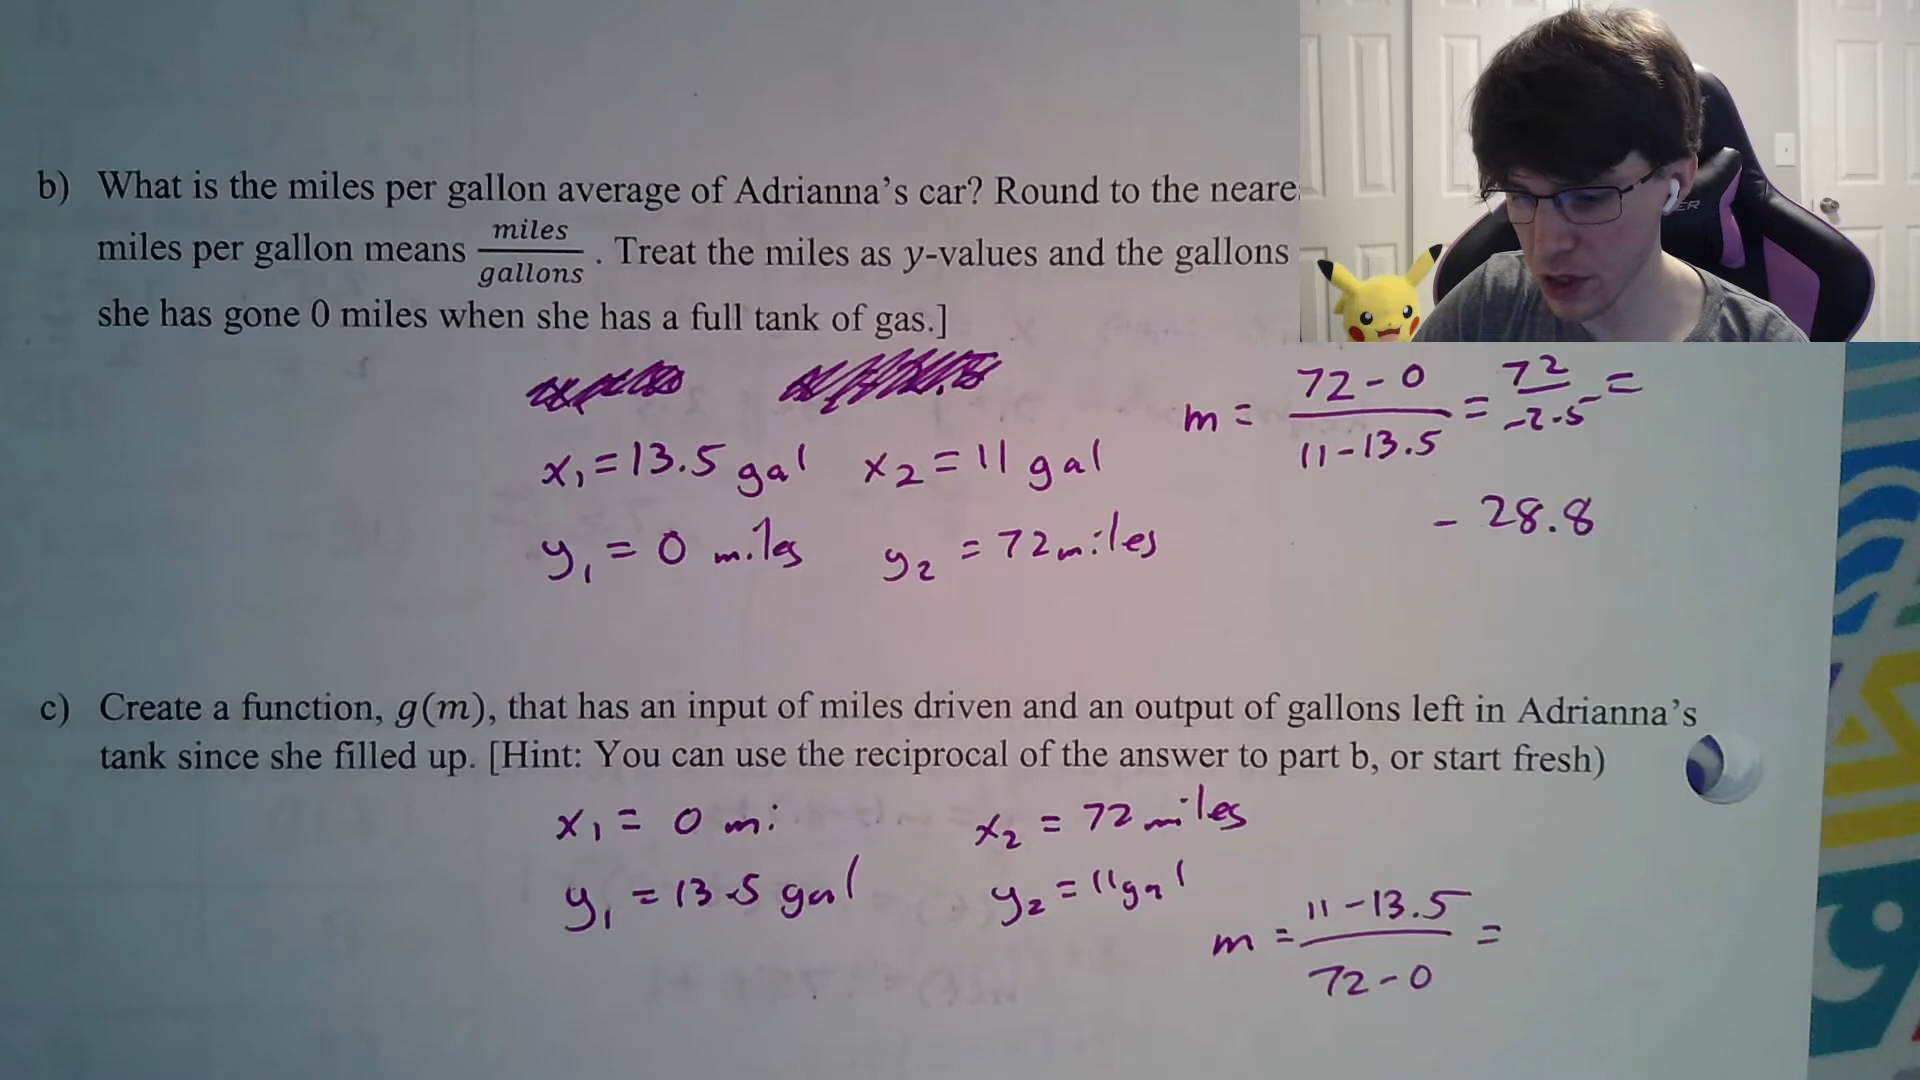 b) What is the miles per gallon average of Adrianna's car? Round to the neare
miles per gallon means miles/gallons. Treat the miles as y-values and the gallons
she has gone 0 miles when she has a full tank of gas.]
x₁ = 13.5 gal x₂ = 11 gal
y₁ = 0 miles y₂ = 72 miles
m = (72 - 0)/(11 - 13.5) = 72/-2.5 =
- 28.8
c) Create a function, g(m), that has an input of miles driven and an output of gallons left in Adrianna's
tank since she filled up. [Hint: You can use the reciprocal of the answer to part b, or start fresh)
x₁ = 0 mi x₂ = 72 miles
y₁ = 13.5 gal y₂ = 11 gal
m = (11 - 13.5)/(72 - 0) =
ER